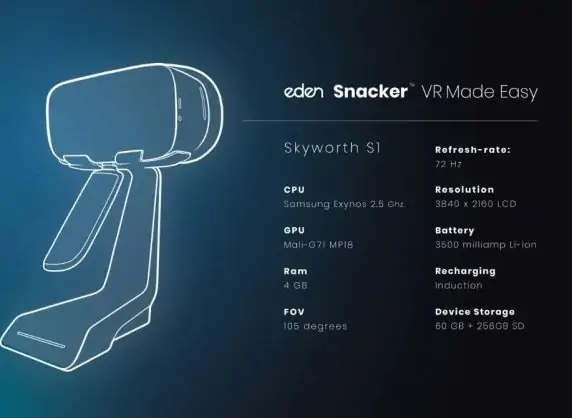 eden Snacker™ VR Made Easy
Skyworth S1
CPU
Samsung Exynos 2.5 Ghz.
GPU
Mali-G71 MP18
Ram
4 GB
FOV
105 degrees
Refresh-rate:
72 Hz
Resolution
3840 x 2160 LCD
Battery
3500 milliamp Li-ion
Recharging
Induction
Device Storage
60 GB + 256GB SD